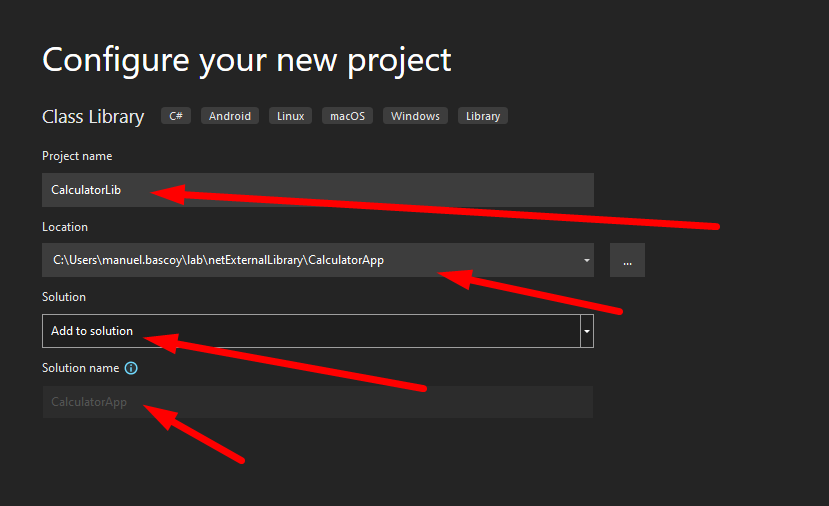 Configure your new project
Class Library C# Android Linux macOS Windows Library
Project name
CalculatorLib
Location
C:\Users\manuel.bascoy\lab\netExternalLibrary\CalculatorApp
...
Solution
Add to solution
Solution name
CalculatorApp